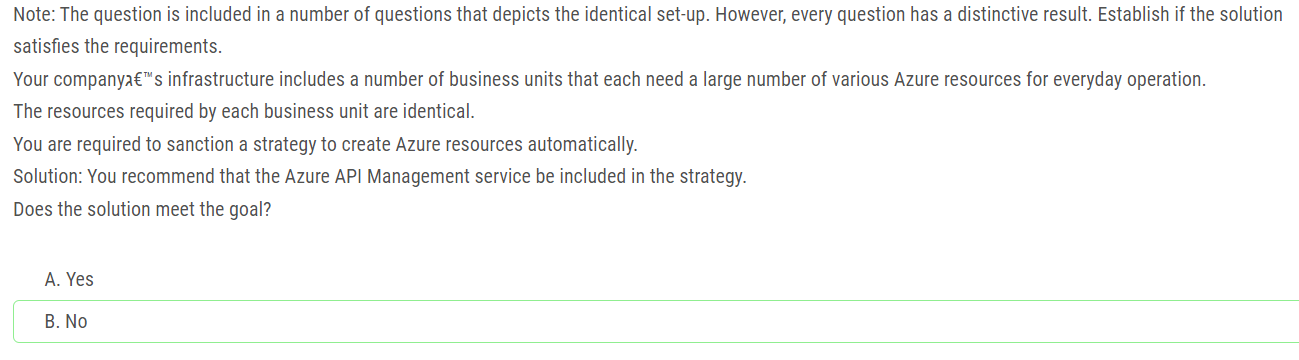 Note: The question is included in a number of questions that depicts the identical set-up. However, every question has a distinctive result. Establish if the solution
satisfies the requirements.
Your companyג€™s infrastructure includes a number of business units that each need a large number of various Azure resources for everyday operation.
The resources required by each business unit are identical.
You are required to sanction a strategy to create Azure resources automatically.
Solution: You recommend that the Azure API Management service be included in the strategy.
Does the solution meet the goal?
A. Yes
B. No